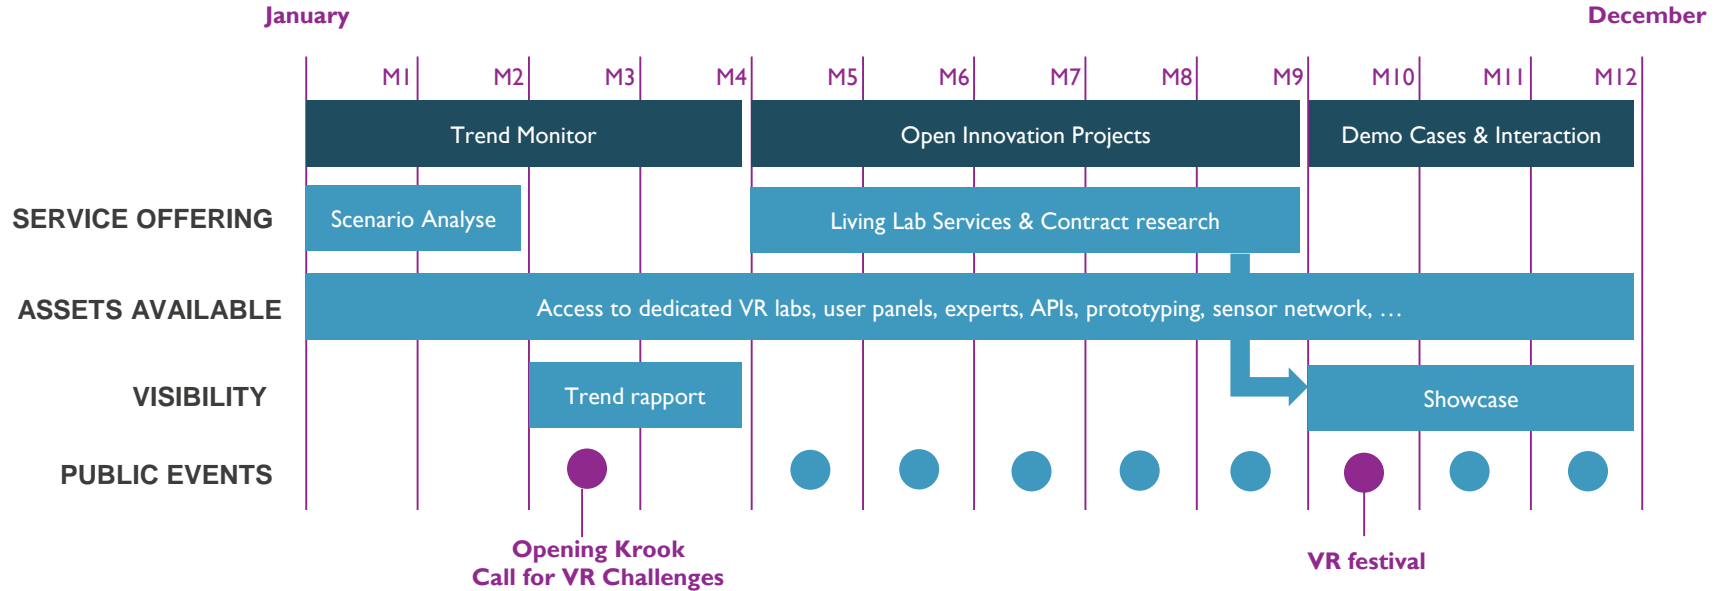 January
December
M1
M2
M3
M4
M5
M6
M7
M8
M9
M10
M11
M12
Trend Monitor
Open Innovation Projects
Demo Cases & Interaction
SERVICE OFFERING
Scenario Analyse
Living Lab Services & Contract research
ASSETS AVAILABLE
Access to dedicated VR labs, user panels, experts, APIs, prototyping, sensor network, …
VISIBILITY
Trend rapport
Showcase
PUBLIC EVENTS
Opening Krook
Call for VR Challenges
VR festival